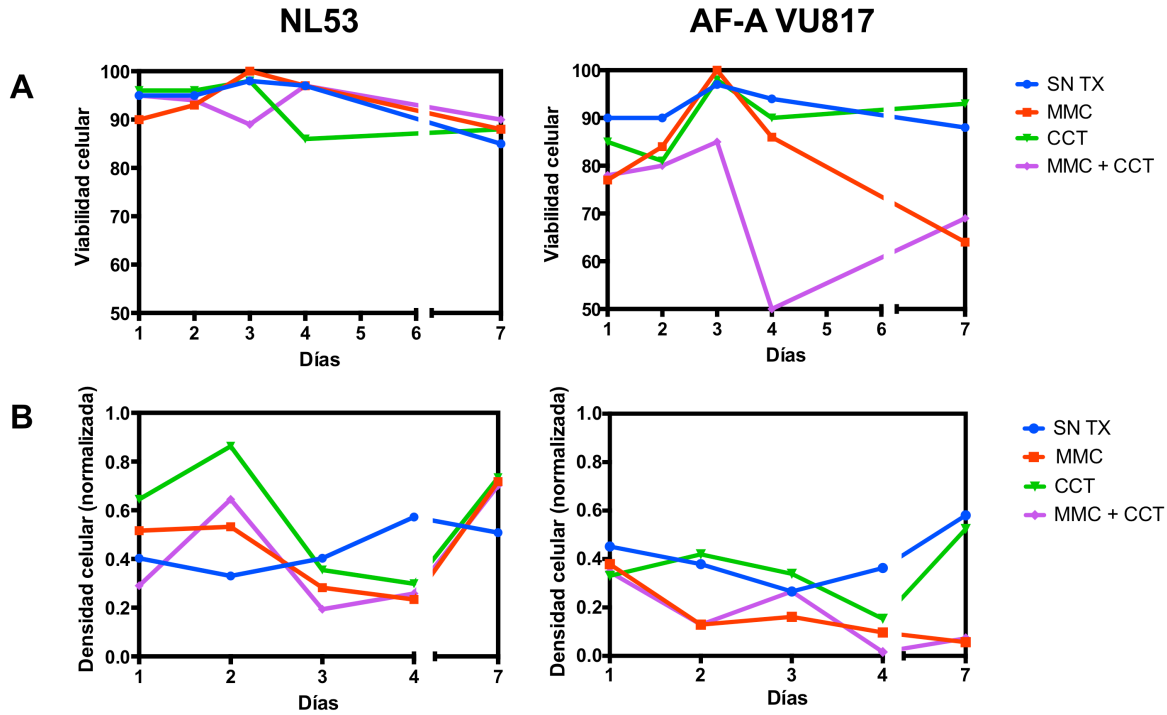 NL53
AF-A VU817
A
Viabilidad celular
100
90
80
70
60
50
1 2 3 4 5 6 7
Días
Viabilidad celular
100
90
80
70
60
50
1 2 3 4 5 6 7
Días
SN TX
MMC
CCT
MMC + CCT
B
Densidad celular (normalizada)
1.0
0.8
0.6
0.4
0.2
0.0
1 2 3 4 7
Días
Densidad celular (normalizada)
1.0
0.8
0.6
0.4
0.2
0.0
1 2 3 4 7
Días
SN TX
MMC
CCT
MMC + CCT